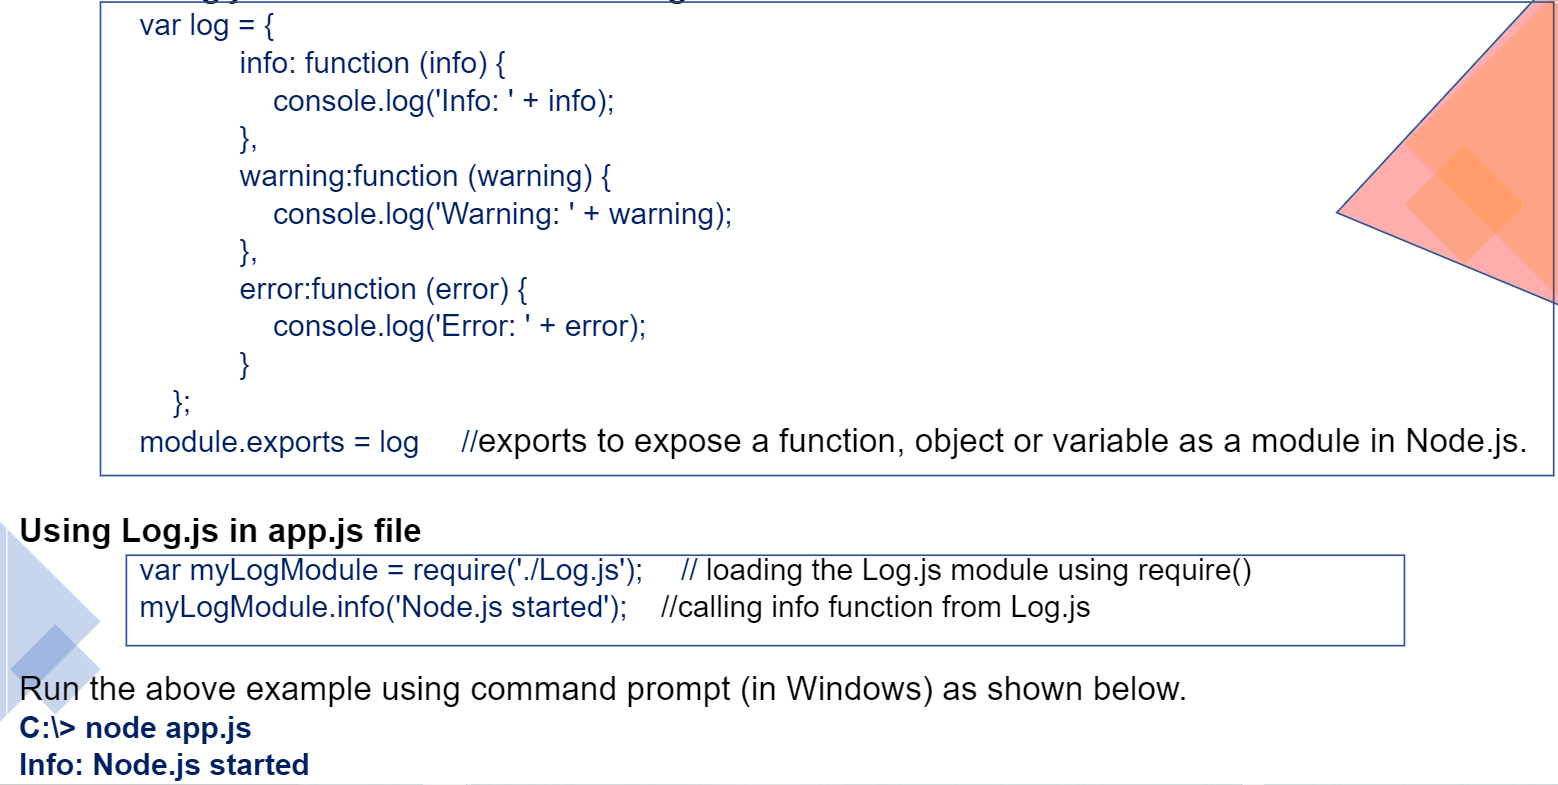 var log = {
info: function (info) {
console.log('Info: ' + info);
},
warning:function (warning) {
console.log('Warning: ' + warning);
},
error:function (error) {
console.log('Error: ' + error);
}
};
module.exports = log //exports to expose a function, object or variable as a module in Node.js.
Using Log.js in app.js file
var myLogModule = require('./Log.js'); // loading the Log.js module using require()
myLogModule.info('Node.js started'); //calling info function from Log.js
Run the above example using command prompt (in Windows) as shown below.
C:\> node app.js
Info: Node.js started